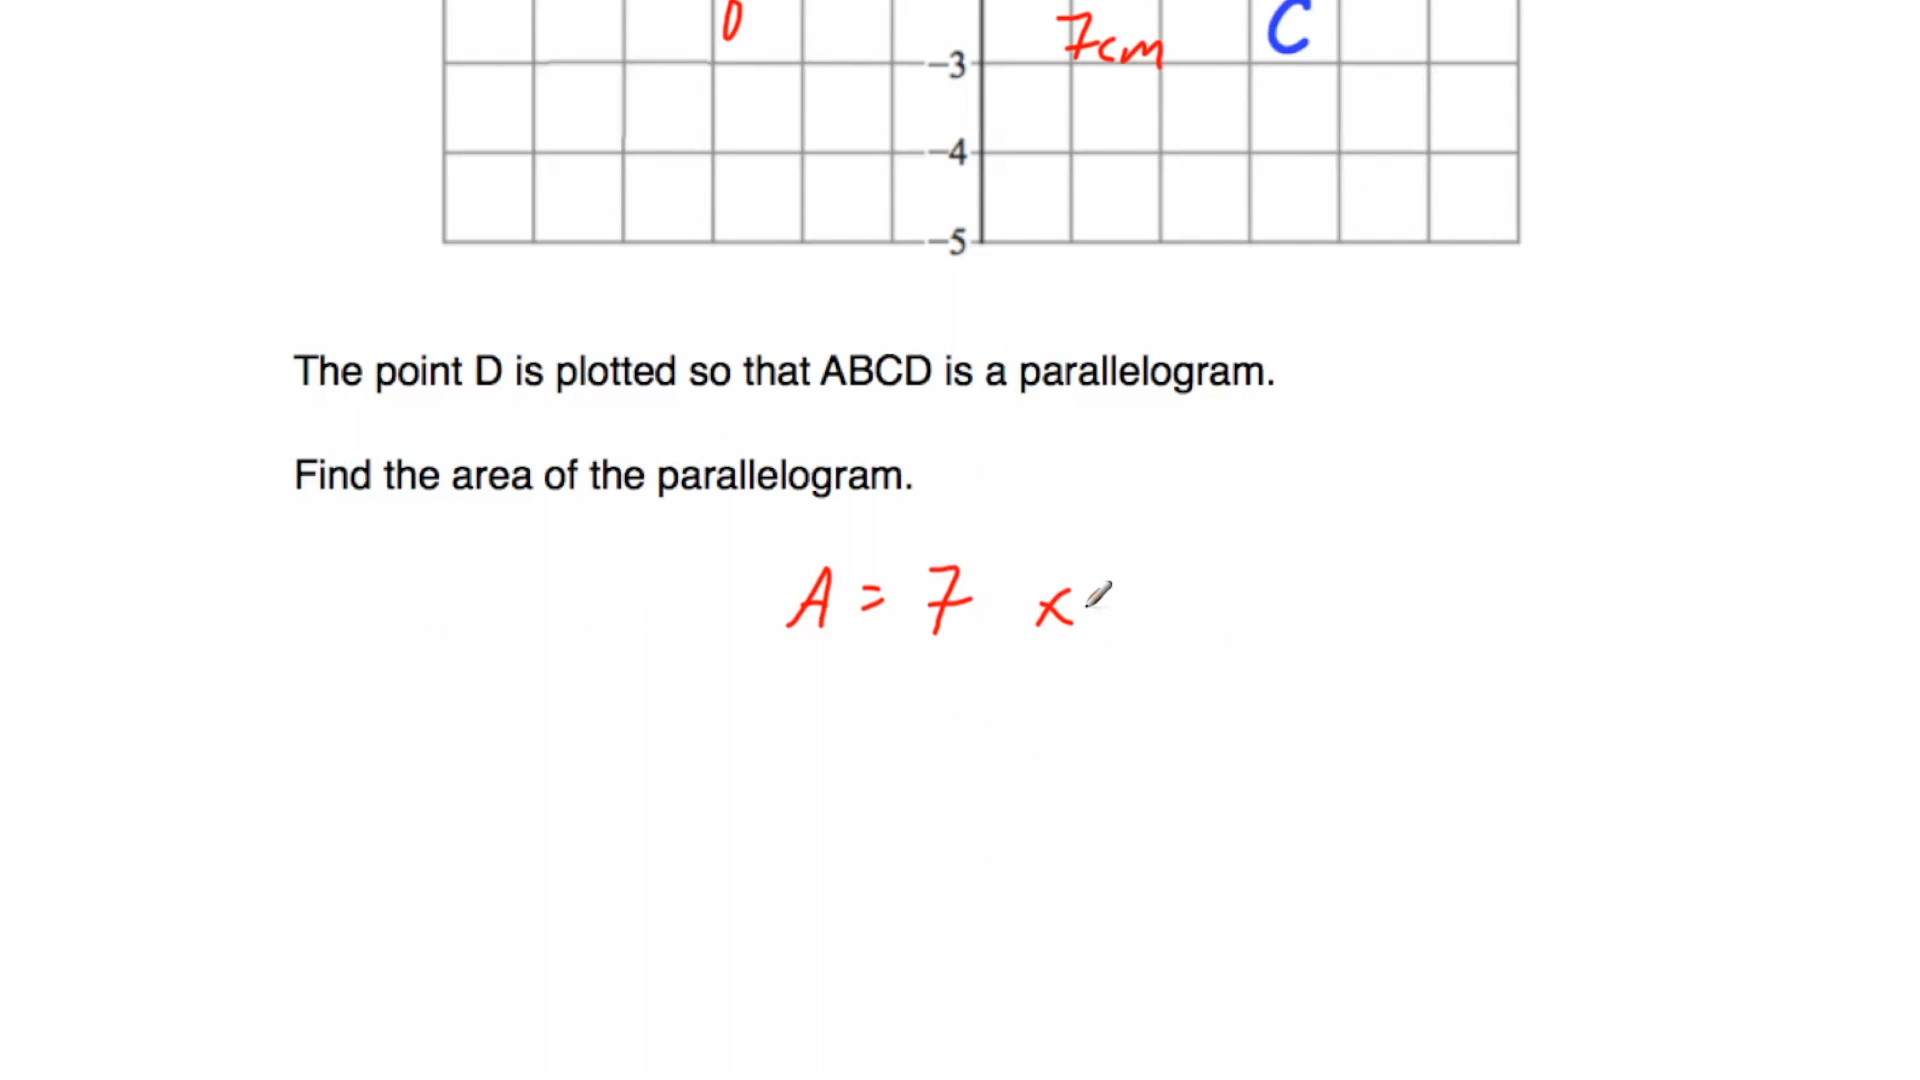 7cm C
-3
-4
-5
The point D is plotted so that ABCD is a parallelogram.
Find the area of the parallelogram.
A = 7 x